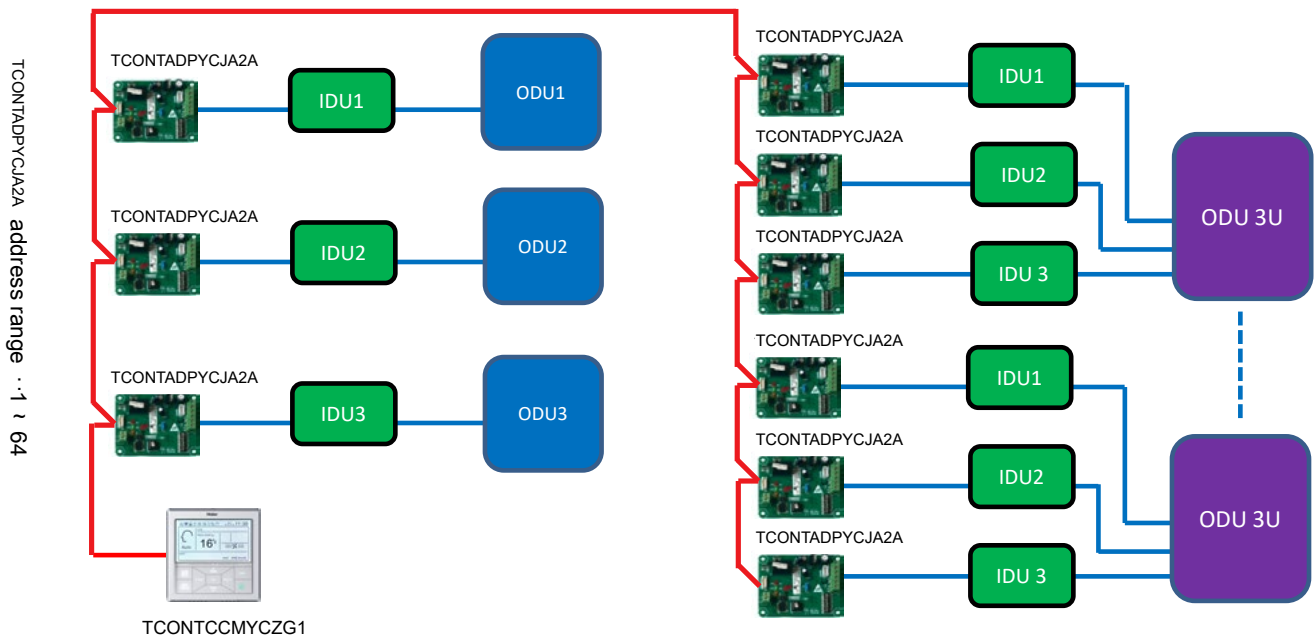 TCONTADPYCJA2A address range ··1 ~ 64
TCONTADPYCJA2A
IDU1
ODU1
TCONTADPYCJA2A
IDU2
ODU2
TCONTADPYCJA2A
IDU3
ODU3
Haier
16
TCONTCCMYCZG1
TCONTADPYCJA2A
IDU1
TCONTADPYCJA2A
IDU2
TCONTADPYCJA2A
IDU 3
ODU 3U
TCONTADPYCJA2A
IDU1
TCONTADPYCJA2A
IDU2
TCONTADPYCJA2A
IDU 3
ODU 3U